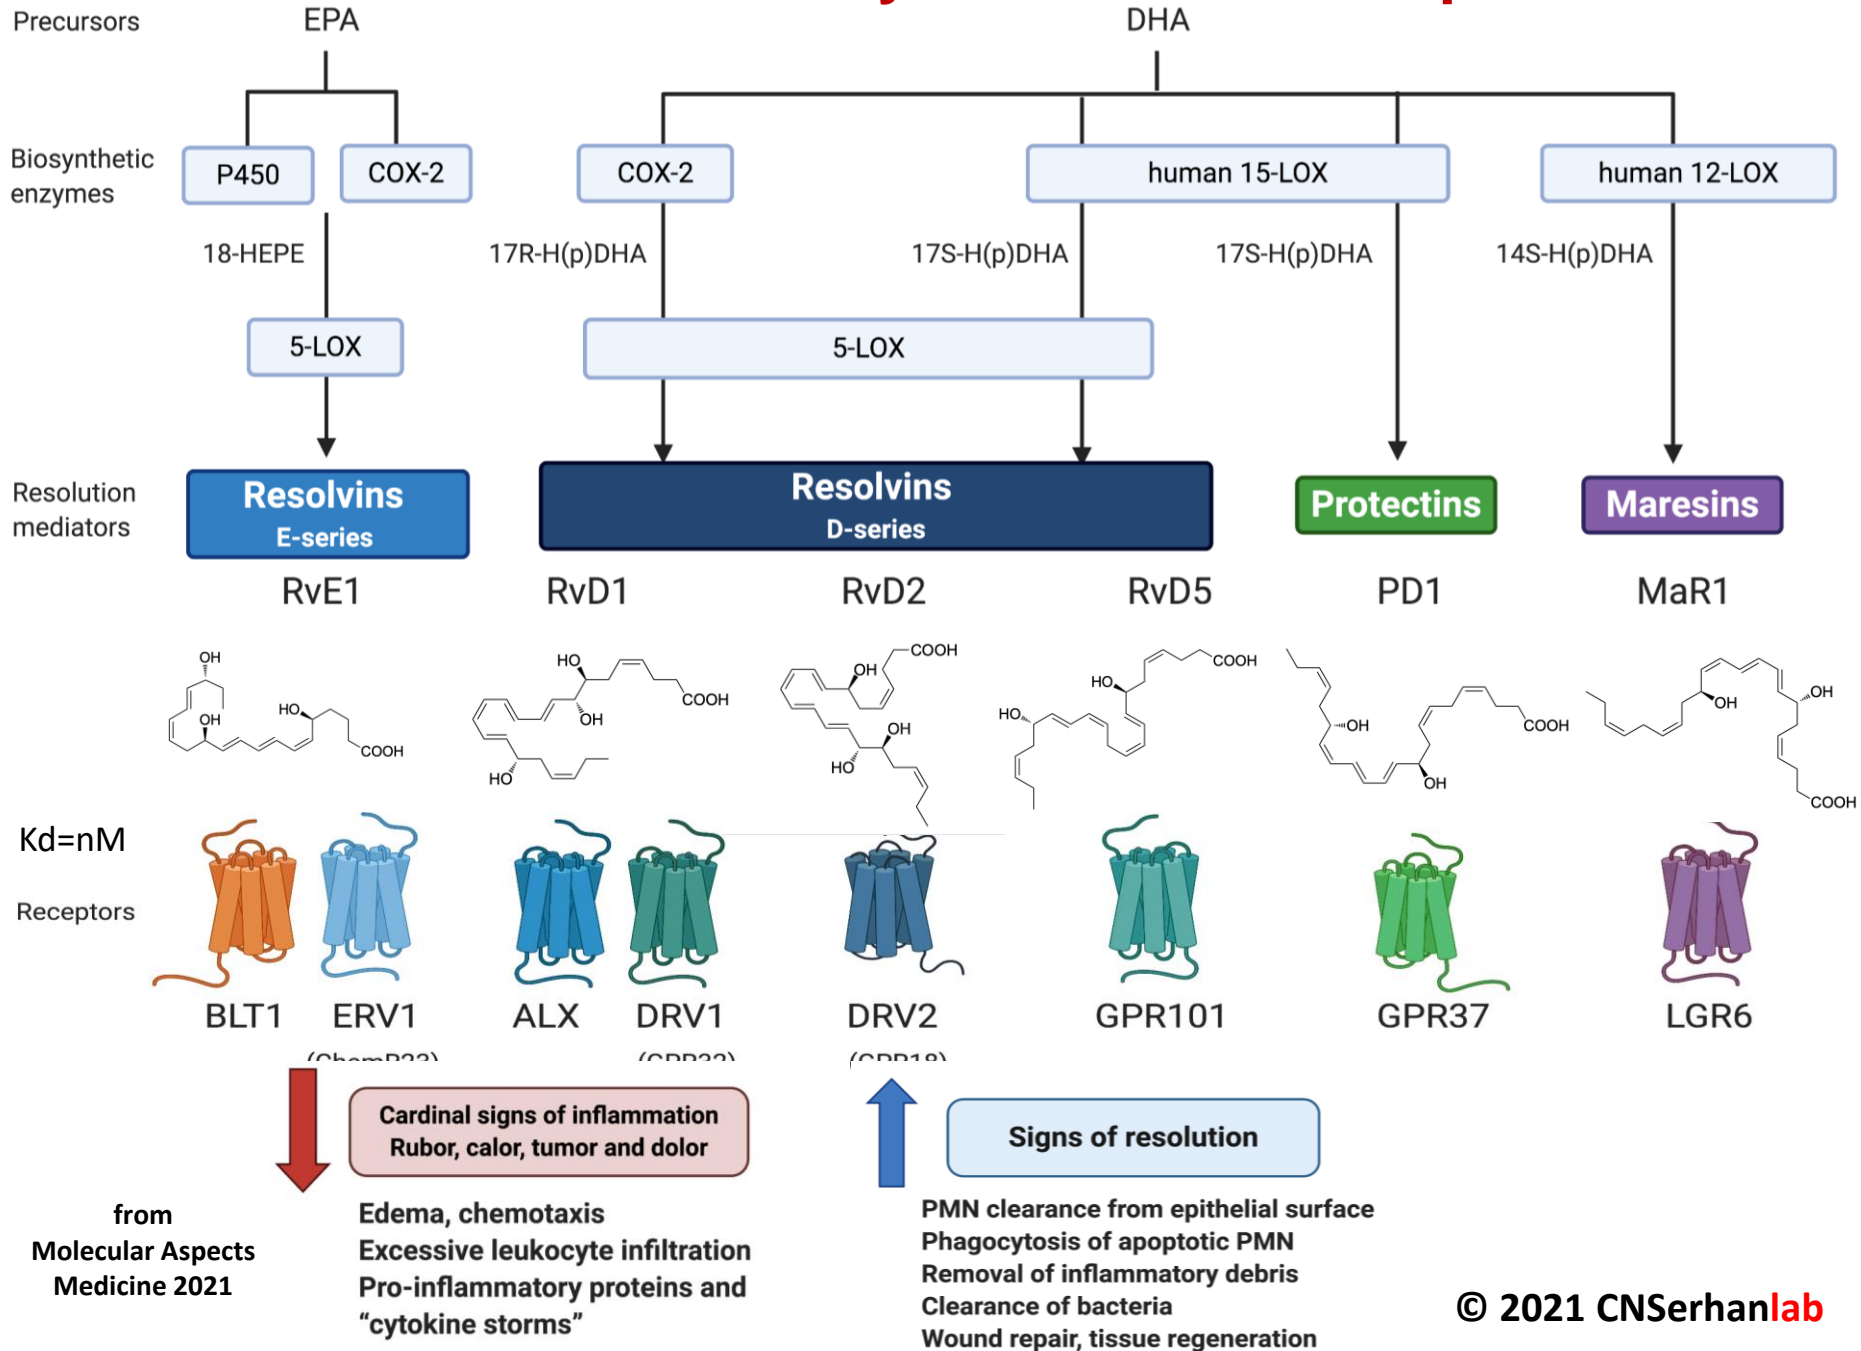 Precursors EPA DHA
Biosynthetic
enzymes
P450 COX-2 COX-2 human 15-LOX human 12-LOX
18-HEPE 17R-H(p)DHA 17S-H(p)DHA 17S-H(p)DHA 14S-H(p)DHA
5-LOX 5-LOX
Resolution
mediators
Resolvins
E-series
Resolvins
D-series
Protectins
Maresins
RvE1 RvD1 RvD2 RvD5 PD1 MaR1
OH
OH
HO
COOH
HO
OH
HO
COOH
OH
COOH
OH
HO
HO
HO
COOH
OH
OH
COOH
OH
OH
COOH
Kd=nM
Receptors
BLT1 ERV1 ALX DRV1 DRV2 GPR101 GPR37 LGR6
(ChemR23) (GPR32) (GPR18)
Cardinal signs of inflammation
Rubor, calor, tumor and dolor
Edema, chemotaxis
Excessive leukocyte infiltration
Pro-inflammatory proteins and
“cytokine storms”
Signs of resolution
PMN clearance from epithelial surface
Phagocytosis of apoptotic PMN
Removal of inflammatory debris
Clearance of bacteria
Wound repair, tissue regeneration
from
Molecular Aspects
Medicine 2021
© 2021 CNSerhanlab